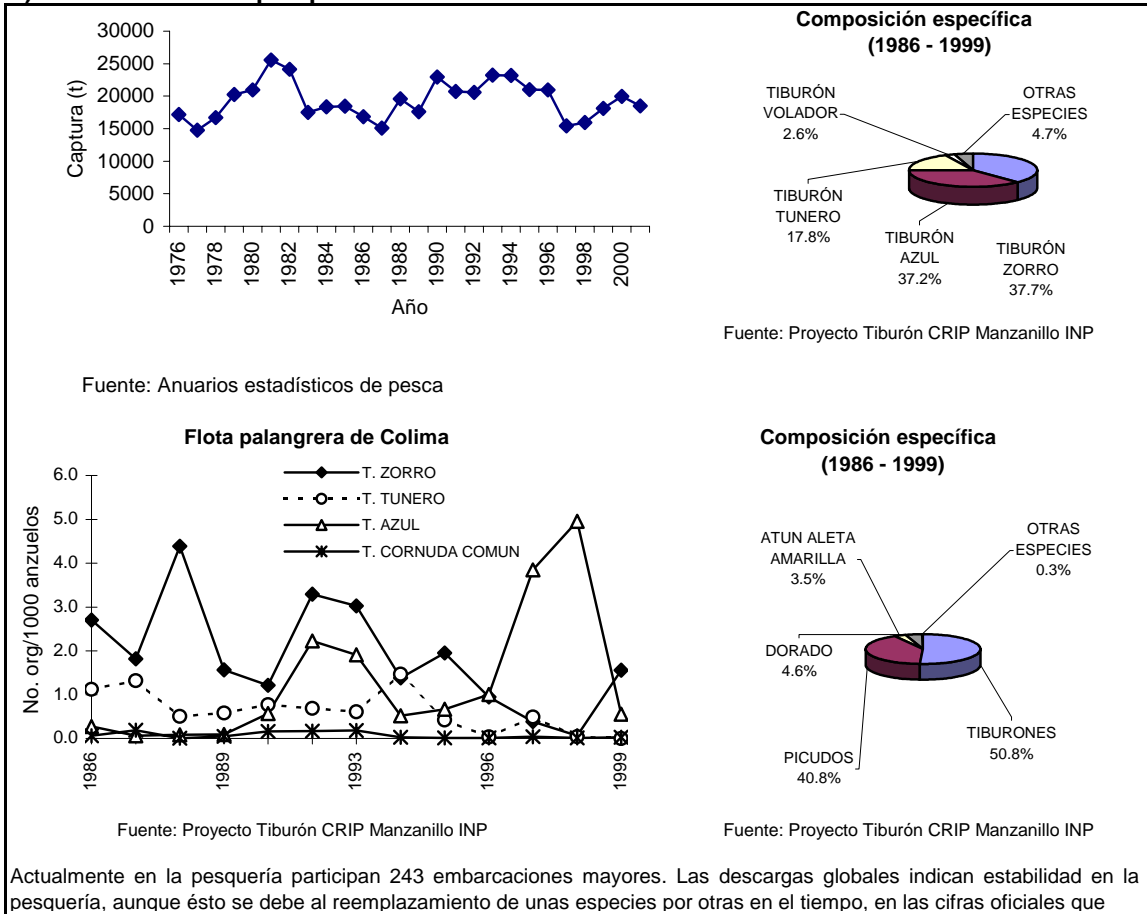 30000
25000
20000
15000
10000
5000
0
Captura (t)
1976
1978
1980
1982
1984
1986
1988
1990
1992
1994
1996
1998
2000
Año
Fuente: Anuarios estadísticos de pesca
Composición específica
(1986 - 1999)
TIBURÓN
VOLADOR
2.6%
OTRAS
ESPECIES
4.7%
TIBURÓN
TUNERO
17.8%
TIBURÓN
AZUL
37.2%
TIBURÓN
ZORRO
37.7%
Fuente: Proyecto Tiburón CRIP Manzanillo INP
Flota palangrera de Colima
6.0
5.0
4.0
3.0
2.0
1.0
0.0
No. org/1000 anzuelos
T. ZORRO
T. TUNERO
T. AZUL
T. CORNUDA COMUN
1986
1989
1993
1996
1999
Fuente: Proyecto Tiburón CRIP Manzanillo INP
Composición específica
(1986 - 1999)
ATUN ALETA
AMARILLA
3.5%
OTRAS
ESPECIES
0.3%
DORADO
4.6%
PICUDOS
40.8%
TIBURONES
50.8%
Fuente: Proyecto Tiburón CRIP Manzanillo INP
Actualmente en la pesquería participan 243 embarcaciones mayores. Las descargas globales indican estabilidad en la
pesquería, aunque ésto se debe al reemplazamiento de unas especies por otras en el tiempo, en las cifras oficiales que